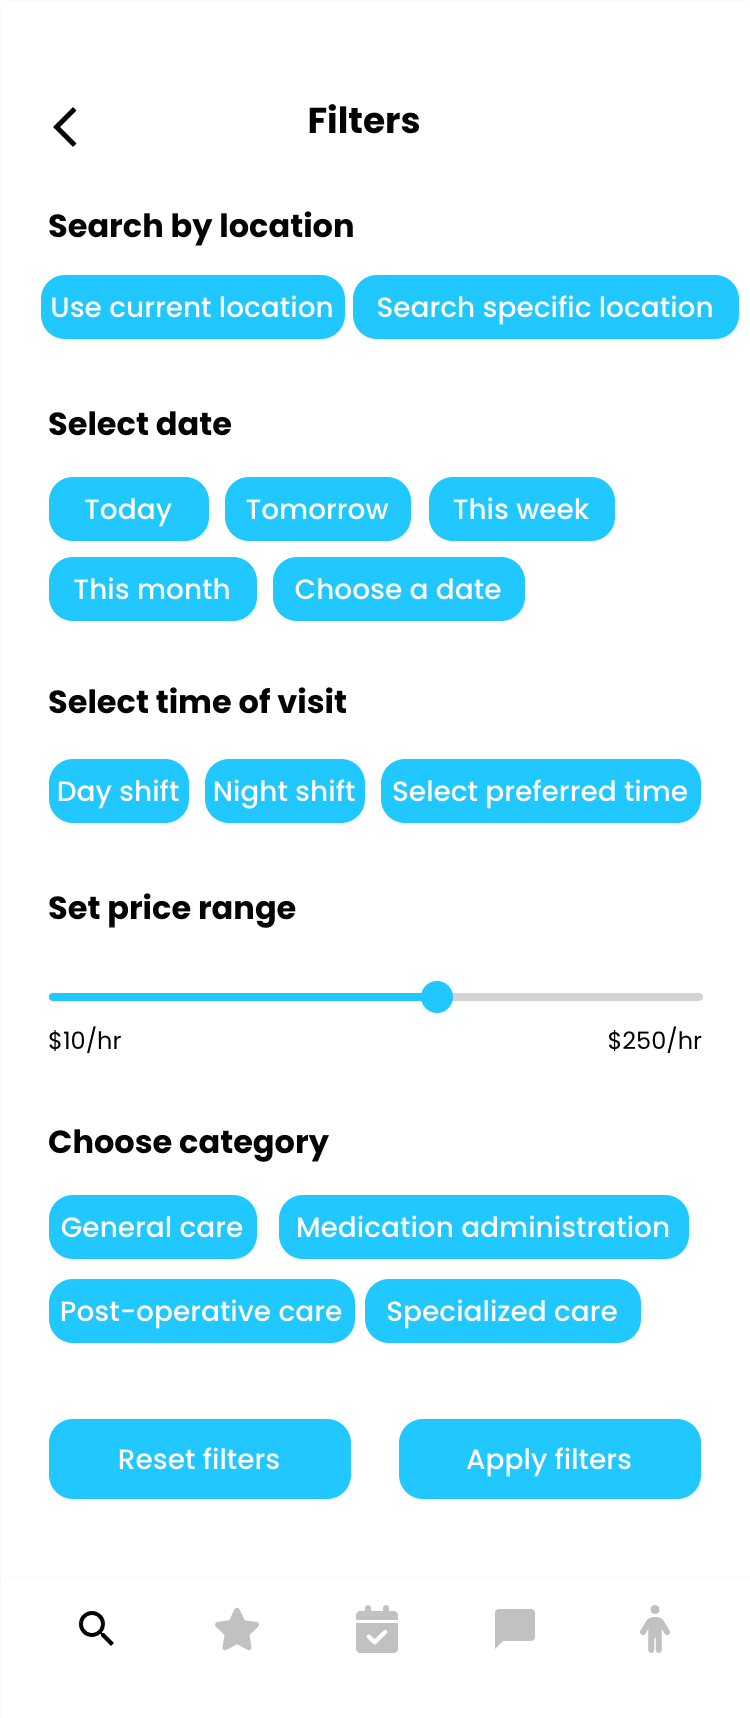 Filters
Search by location
Use current location Search specific location
Select date
Today Tomorrow This week
This month Choose a date
Select time of visit
Day shift Night shift Select preferred time
Set price range
$10/hr $250/hr
Choose category
General care Medication administration
Post-operative care Specialized care
Reset filters Apply filters